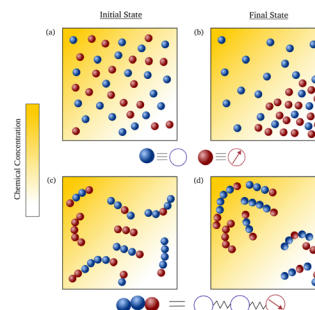 Initial State
Final State
(a)
(b)
Chemical Concentration
(c)
(d)